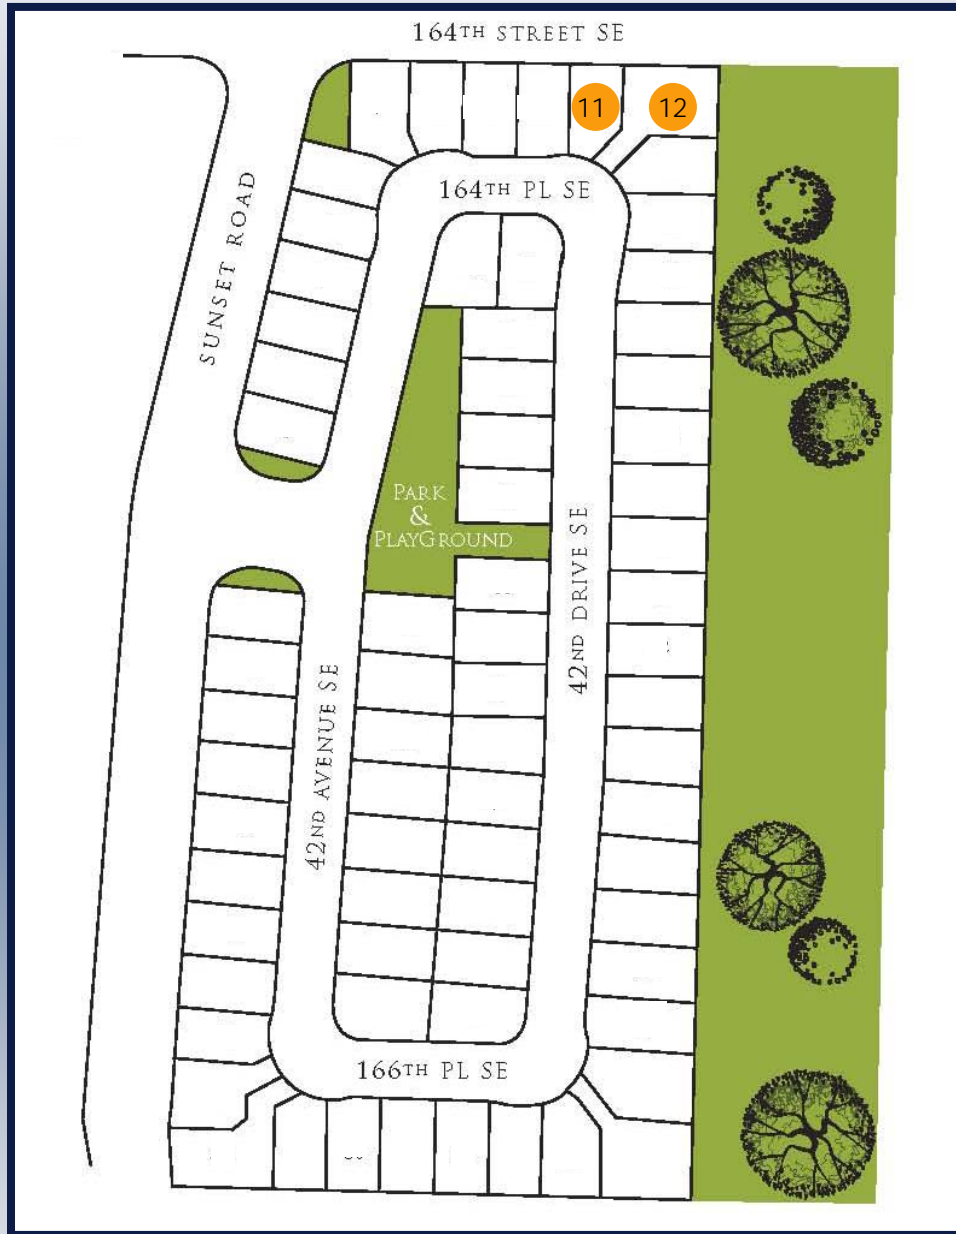 164TH STREET SE
11
12
164TH PL SE
SUNSET ROAD
PARK
&
PLAYGROUND
42ND DRIVE SE
42ND AVENUE SE
166TH PL SE